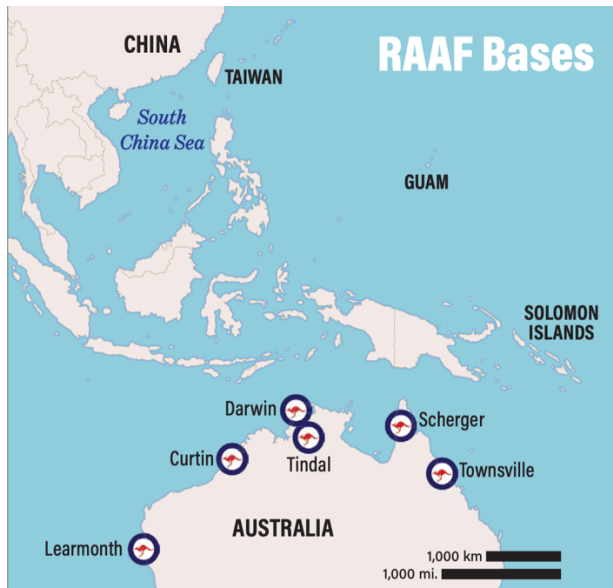 RAAF Bases
CHINA
TAIWAN
South
China Sea
GUAM
SOLOMON
ISLANDS
Darwin
Scherger
Curtin
Tindal
Townsville
AUSTRALIA
Learmonth
1,000 km
1,000 mi.